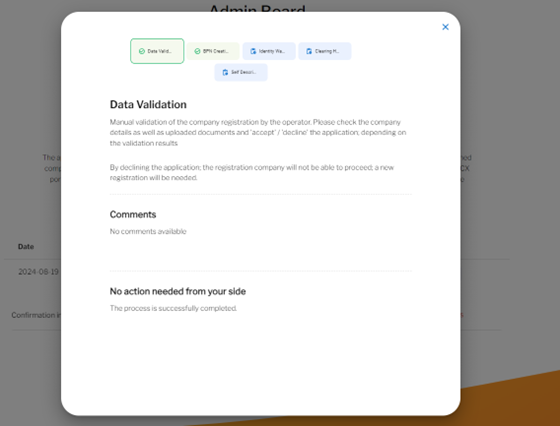 Admin Board
Data Valid...
BPN Creati...
Identity Wa...
Clearing H...
Self Descri...
Data Validation
Manual validation of the company registration by the operator. Please check the company
details as well as uploaded documents and 'accept' / 'decline' the application; depending on
the validation results
By declining the application; the registration company will not be able to proceed; a new
registration will be needed.
Comments
No comments available
No action needed from your side
The process is successfully completed.
The a
comp
por
ned
CX
e
Date
2024-08-15
Confirmation in